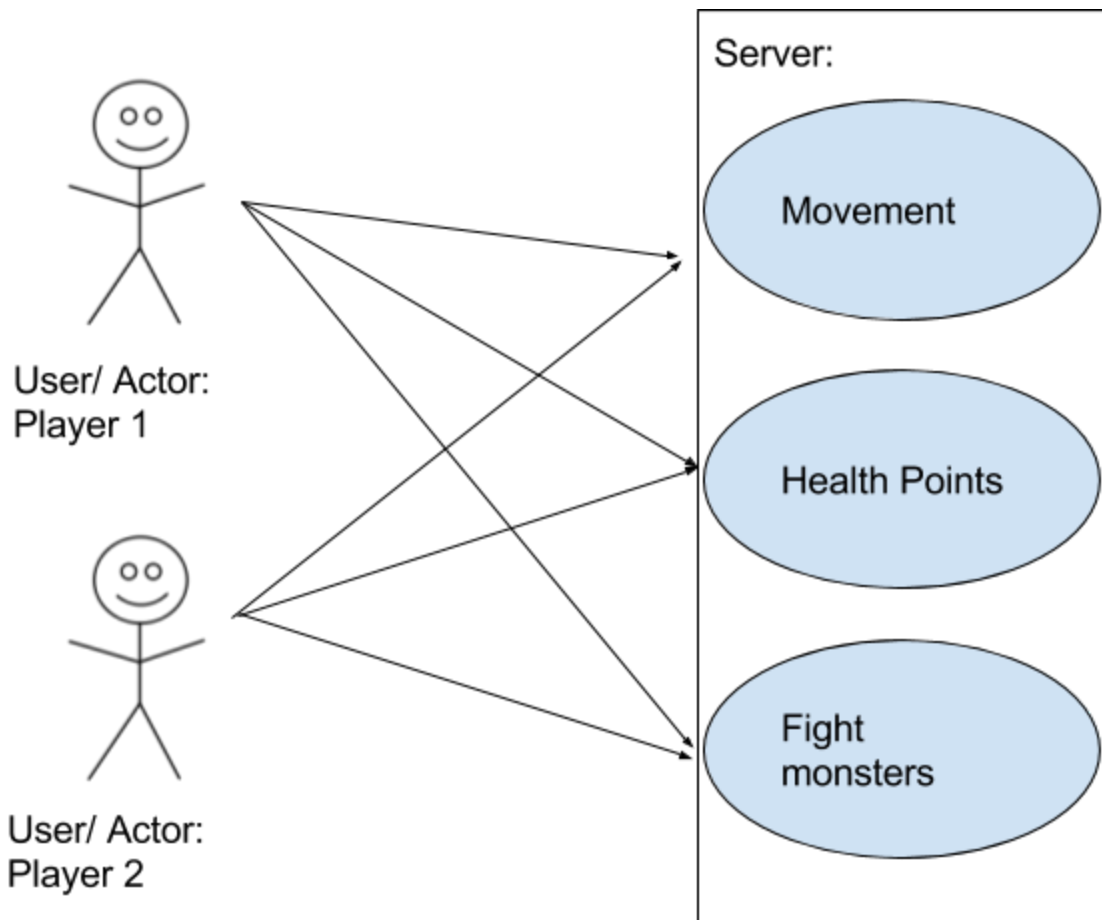 Server:
Movement
User/ Actor:
Player 1
Health Points
Fight
monsters
User/ Actor:
Player 2